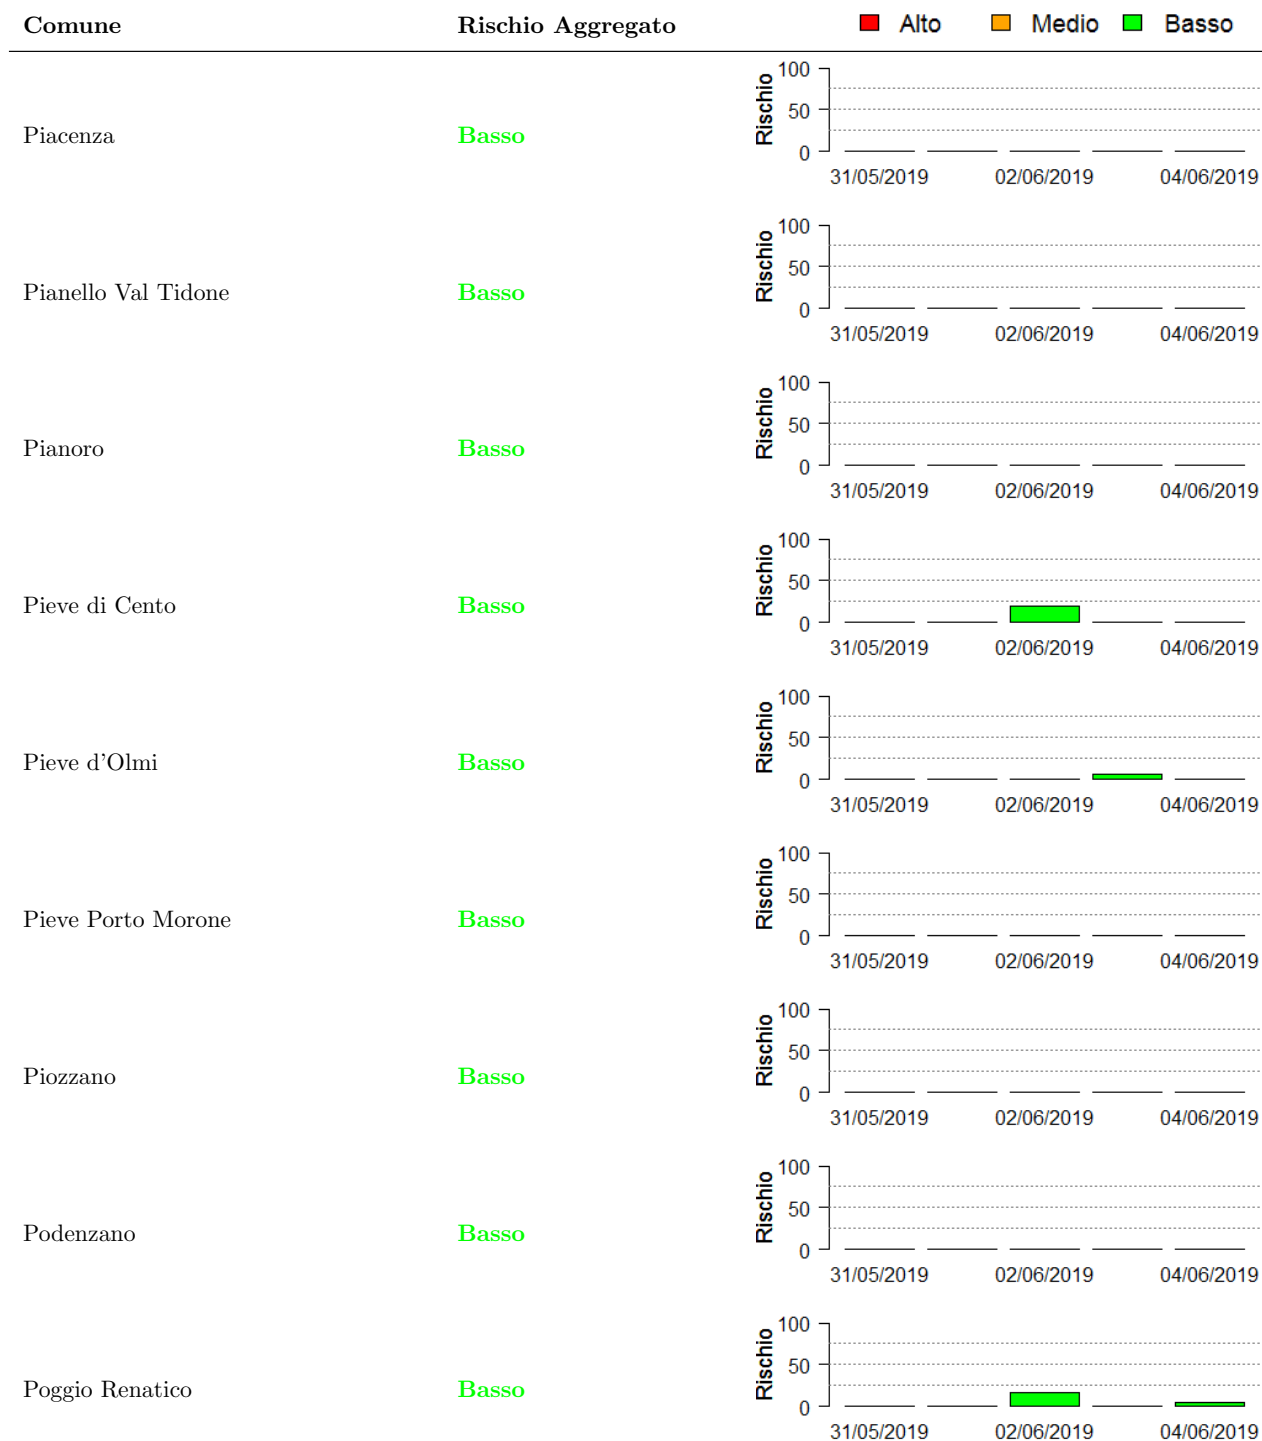 Comune Rischio Aggregato Alto Medio Basso
Piacenza Basso Rischio 100 50 0
31/05/2019 02/06/2019 04/06/2019
Pianello Val Tidone Basso Rischio 100 50 0
31/05/2019 02/06/2019 04/06/2019
Pianoro Basso Rischio 100 50 0
31/05/2019 02/06/2019 04/06/2019
Pieve di Cento Basso Rischio 100 50 0
31/05/2019 02/06/2019 04/06/2019
Pieve d'Olmi Basso Rischio 100 50 0
31/05/2019 02/06/2019 04/06/2019
Pieve Porto Morone Basso Rischio 100 50 0
31/05/2019 02/06/2019 04/06/2019
Piozzano Basso Rischio 100 50 0
31/05/2019 02/06/2019 04/06/2019
Podenzano Basso Rischio 100 50 0
31/05/2019 02/06/2019 04/06/2019
Poggio Renatico Basso Rischio 100 50 0
31/05/2019 02/06/2019 04/06/2019